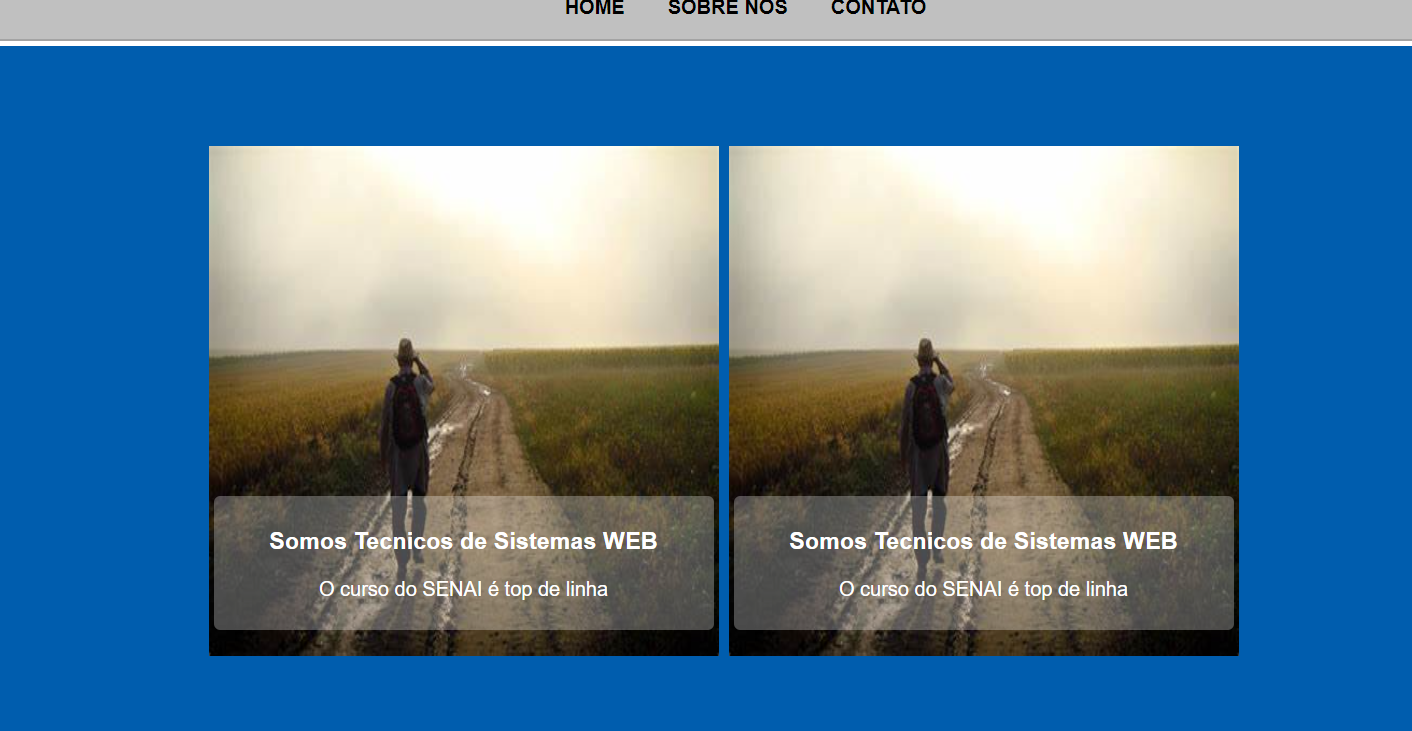 HOME SOBRE NOS CONTATO
Somos Tecnicos de Sistemas WEB
O curso do SENAI é top de linha
Somos Tecnicos de Sistemas WEB
O curso do SENAI é top de linha